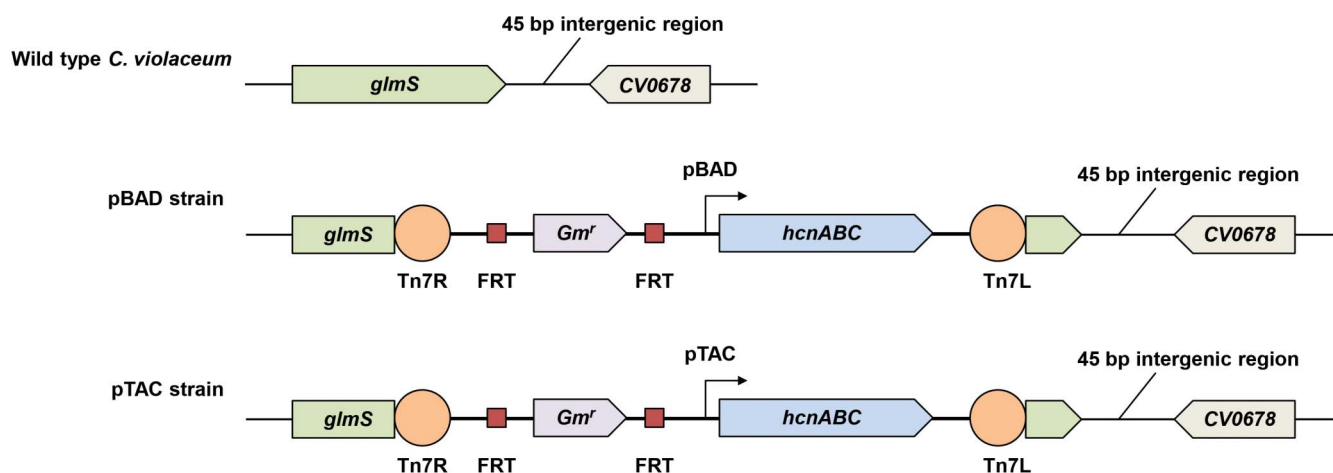 45 bp intergenic region
Wild type C. violaceum
glmS
CV0678
pBAD
45 bp intergenic region
pBAD strain
glmS
Gmʳ
hcnABC
CV0678
Tn7R
FRT
FRT
Tn7L
pTAC
45 bp intergenic region
pTAC strain
glmS
Gmʳ
hcnABC
CV0678
Tn7R
FRT
FRT
Tn7L